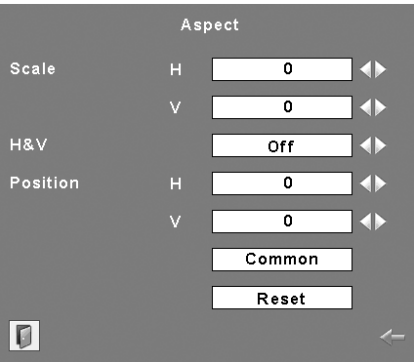 Aspect
Scale H 0
V 0
H&V Off
Position H 0
V 0
Common
Reset